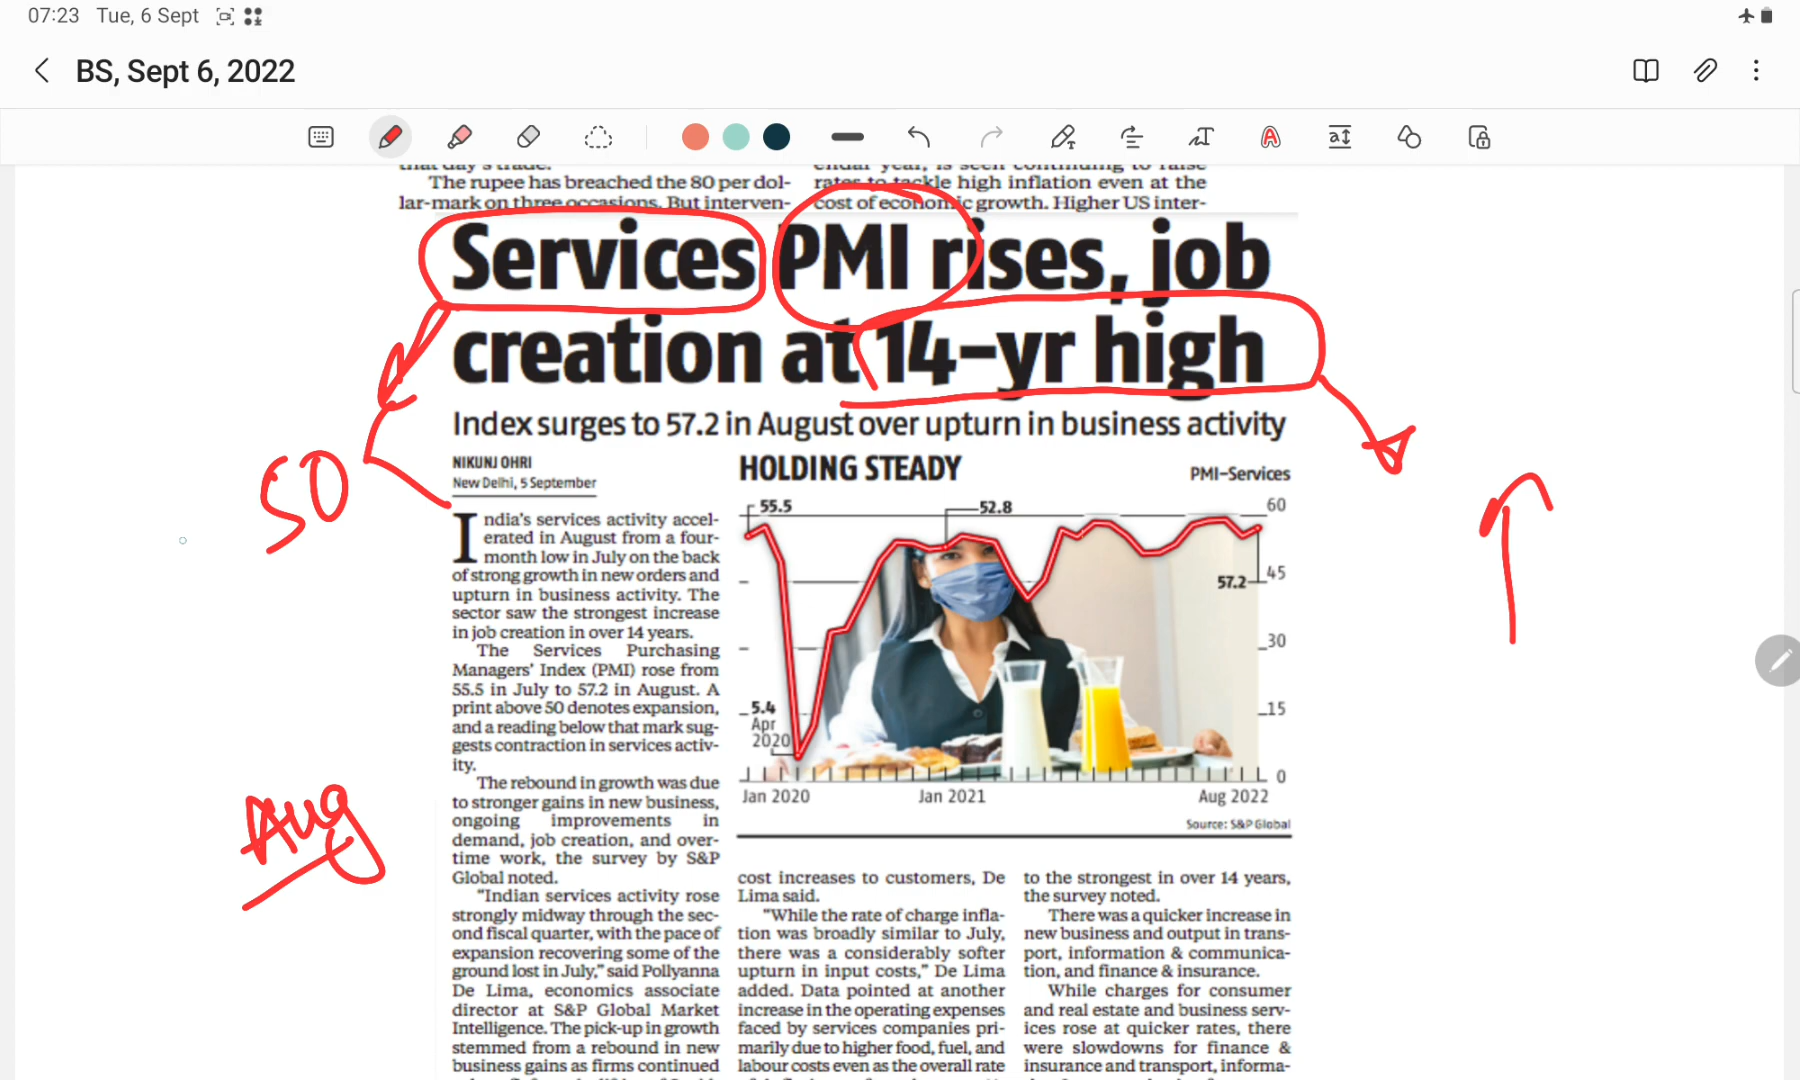 07:23 Tue, 6 Sept
BS, Sept 6, 2022
that day's trade.
The rupee has breached the 80 per dol-
lar-mark on three occasions. But interven-
endar year, is seen continuing to raise
rates to tackle high inflation even at the
cost of economic growth. Higher US inter-
Services PMI rises, job
creation at 14-yr high
Index surges to 57.2 in August over upturn in business activity
NIKUNJ OHRI
New Delhi, 5 September
India's services activity accel-
erated in August from a four-
month low in July on the back
of strong growth in new orders and
upturn in business activity. The
sector saw the strongest increase
in job creation in over 14 years.
The Services Purchasing
Managers' Index (PMI) rose from
55.5 in July to 57.2 in August. A
print above 50 denotes expansion,
and a reading below that mark sug-
gests contraction in services activ-
ity.
The rebound in growth was due
to stronger gains in new business,
ongoing improvements in
demand, job creation, and over-
time work, the survey by S&P
Global noted.
"Indian services activity rose
strongly midway through the sec-
ond fiscal quarter, with the pace of
expansion recovering some of the
ground lost in July," said Pollyanna
De Lima, economics associate
director at S&P Global Market
Intelligence. The pick-up in growth
stemmed from a rebound in new
business gains as firms continued
HOLDING STEADY
PMI-Services
55.5
52.8
60
45
57.2
30
15
5.4
Apr
2020
0
Jan 2020
Jan 2021
Aug 2022
Source: S&P Global
cost increases to customers, De
Lima said.
"While the rate of charge infla-
tion was broadly similar to July,
there was a considerably softer
upturn in input costs," De Lima
added. Data pointed at another
increase in the operating expenses
faced by services companies pri-
marily due to higher food, fuel, and
labour costs even as the overall rate
to the strongest in over 14 years,
the survey noted.
There was a quicker increase in
new business and output in trans-
port, information & communica-
tion, and finance & insurance.
While charges for consumer
and real estate and business serv-
ices rose at quicker rates, there
were slowdowns for finance &
insurance and transport, informa-
50
Aug